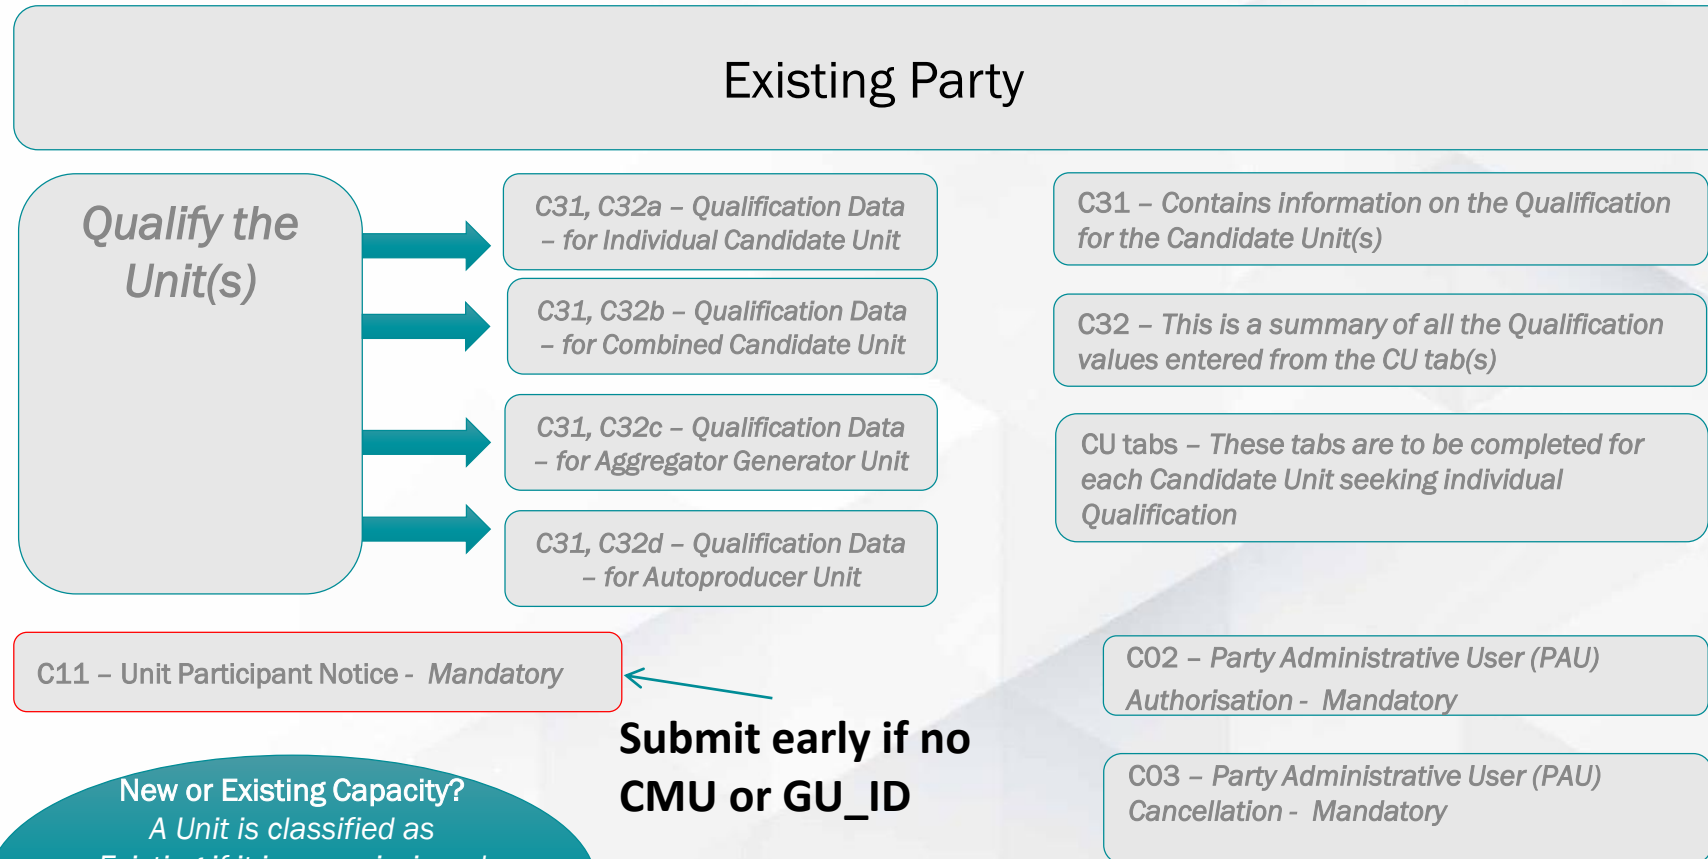 Existing Party
Qualify the
Unit(s)
C31, C32a – Qualification Data
– for Individual Candidate Unit
C31, C32b – Qualification Data
– for Combined Candidate Unit
C31, C32c – Qualification Data
– for Aggregator Generator Unit
C31, C32d – Qualification Data
– for Autoproducer Unit
C31 – Contains information on the Qualification
for the Candidate Unit(s)
C32 – This is a summary of all the Qualification
values entered from the CU tab(s)
CU tabs – These tabs are to be completed for
each Candidate Unit seeking individual
Qualification
C11 – Unit Participant Notice - Mandatory
Submit early if no
CMU or GU_ID
C02 – Party Administrative User (PAU)
Authorisation - Mandatory
C03 – Party Administrative User (PAU)
Cancellation - Mandatory
New or Existing Capacity?
A Unit is classified as
Existing if it is commissioned